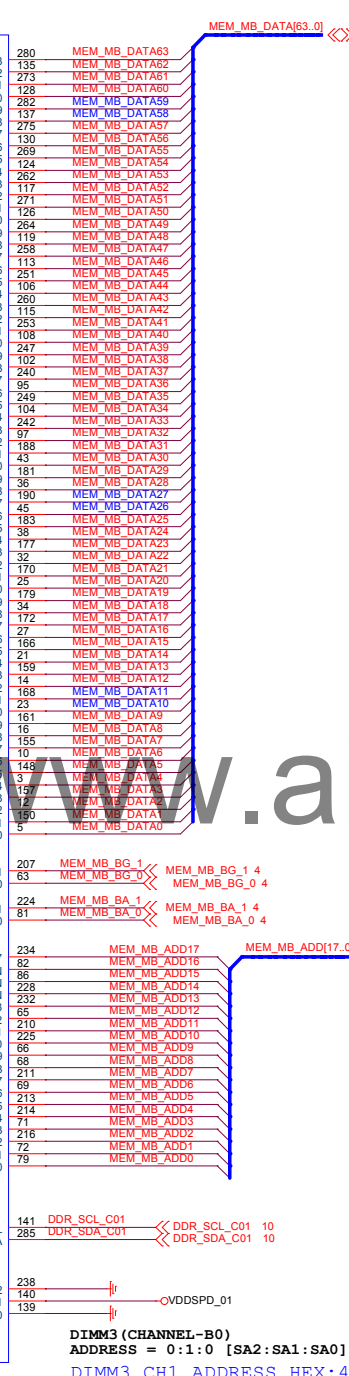 MEM_MB_DATA[63..0]
280 MEM_MB_DATA63
135 MEM_MB_DATA62
273 MEM_MB_DATA61
128 MEM_MB_DATA60
282 MEM_MB_DATA59
137 MEM_MB_DATA58
275 MEM_MB_DATA57
130 MEM_MB_DATA56
269 MEM_MB_DATA55
124 MEM_MB_DATA54
262 MEM_MB_DATA53
117 MEM_MB_DATA52
271 MEM_MB_DATA51
126 MEM_MB_DATA50
264 MEM_MB_DATA49
119 MEM_MB_DATA48
258 MEM_MB_DATA47
113 MEM_MB_DATA46
251 MEM_MB_DATA45
106 MEM_MB_DATA44
260 MEM_MB_DATA43
115 MEM_MB_DATA42
253 MEM_MB_DATA41
108 MEM_MB_DATA40
247 MEM_MB_DATA39
102 MEM_MB_DATA38
240 MEM_MB_DATA37
95 MEM_MB_DATA36
249 MEM_MB_DATA35
104 MEM_MB_DATA34
242 MEM_MB_DATA33
97 MEM_MB_DATA32
188 MEM_MB_DATA31
43 MEM_MB_DATA30
181 MEM_MB_DATA29
36 MEM_MB_DATA28
190 MEM_MB_DATA27
45 MEM_MB_DATA26
183 MEM_MB_DATA25
38 MEM_MB_DATA24
177 MEM_MB_DATA23
32 MEM_MB_DATA22
170 MEM_MB_DATA21
25 MEM_MB_DATA20
179 MEM_MB_DATA19
34 MEM_MB_DATA18
172 MEM_MB_DATA17
27 MEM_MB_DATA16
166 MEM_MB_DATA15
21 MEM_MB_DATA14
159 MEM_MB_DATA13
14 MEM_MB_DATA12
168 MEM_MB_DATA11
23 MEM_MB_DATA10
161 MEM_MB_DATA9
16 MEM_MB_DATA8
155 MEM_MB_DATA7
10 MEM_MB_DATA6
148 MEM_MB_DATA5
3 MEM_MB_DATA4
157 MEM_MB_DATA3
12 MEM_MB_DATA2
150 MEM_MB_DATA1
5 MEM_MB_DATA0
www.a
207 MEM_MB_BG_1 MEM_MB_BG_1 4
63 MEM_MB_BG_0 MEM_MB_BG_0 4
224 MEM_MB_BA_1 MEM_MB_BA_1 4
81 MEM_MB_BA_0 MEM_MB_BA_0 4
MEM_MB_ADD[17..
234 MEM_MB_ADD17
82 MEM_MB_ADD16
86 MEM_MB_ADD15
228 MEM_MB_ADD14
232 MEM_MB_ADD13
65 MEM_MB_ADD12
210 MEM_MB_ADD11
225 MEM_MB_ADD10
66 MEM_MB_ADD9
68 MEM_MB_ADD8
211 MEM_MB_ADD7
69 MEM_MB_ADD6
213 MEM_MB_ADD5
214 MEM_MB_ADD4
71 MEM_MB_ADD3
216 MEM_MB_ADD2
72 MEM_MB_ADD1
79 MEM_MB_ADD0
141 DDR_SCL_C01 DDR_SCL_C01 10
285 DDR_SDA_C01 DDR_SDA_C01 10
238
140 VDDSPD_01
139
DIMM3(CHANNEL-B0)
ADDRESS = 0:1:0 [SA2:SA1:SA0]
DIMM3 CH1 ADDRESS HEX:4